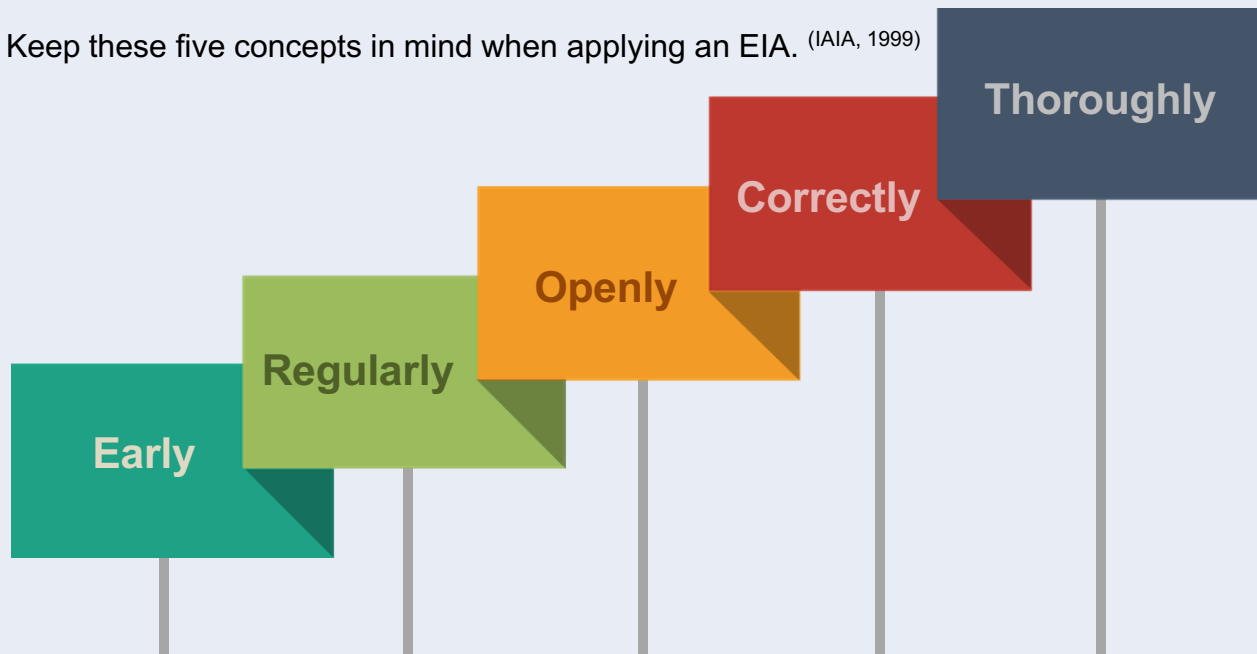 Keep these five concepts in mind when applying an EIA. (IAIA, 1999)
Early
Regularly
Openly
Correctly
Thoroughly